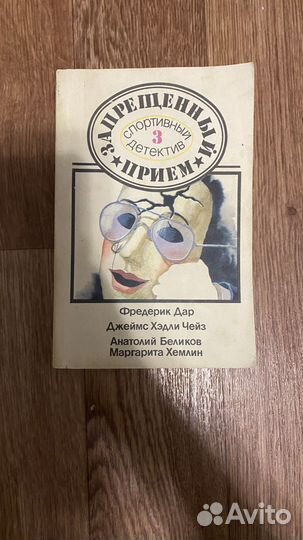 ЗАПРЕЩЕННЫЙ
спортивный
3
детектив
ПРИЕМ
Фредерик Дар
Джеймс Хэдли Чейз
Анатолий Беликов
Маргарита Хемлин
Avito